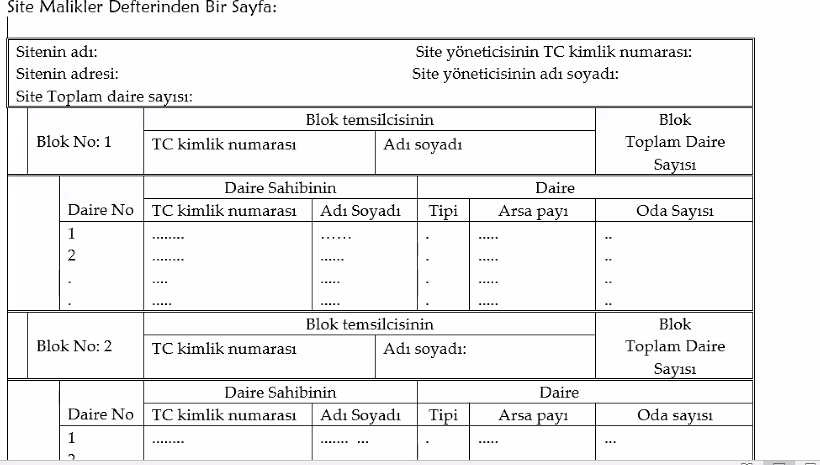 Site Malikler Defterinden Bir Sayfa:
Sitenin adı: Site yöneticisinin TC kimlik numarası:
Sitenin adresi: Site yöneticisinin adı soyadı:
Site Toplam daire sayısı:
Blok temsilcisinin Blok
Blok No: 1 TC kimlik numarası Adı soyadı Toplam Daire
Sayısı
Daire Sahibinin Daire
Daire No TC kimlik numarası Adı Soyadı Tipi Arsa payı Oda Sayısı
1 ........ ...... . ..... ..
2 ........ ...... . ..... ..
. .... ..... . ..... ..
. ..... ..... . ..... ..
Blok temsilcisinin Blok
Blok No: 2 TC kimlik numarası Adı soyadı: Toplam Daire
Sayısı
Daire Sahibinin Daire
Daire No TC kimlik numarası Adı Soyadı Tipi Arsa payı Oda sayısı
1 ........ ....... ... . ..... ...
2